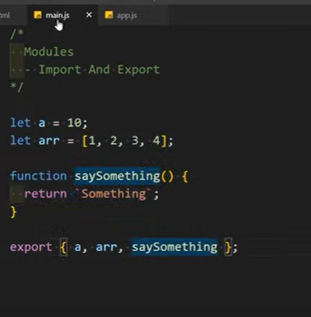 tml main.js × app.js
/*
Modules
- Import And Export
*/
let a = 10;
let arr = [1, 2, 3, 4];
function saySomething() {
return `Something`;
}
export { a, arr, saySomething };